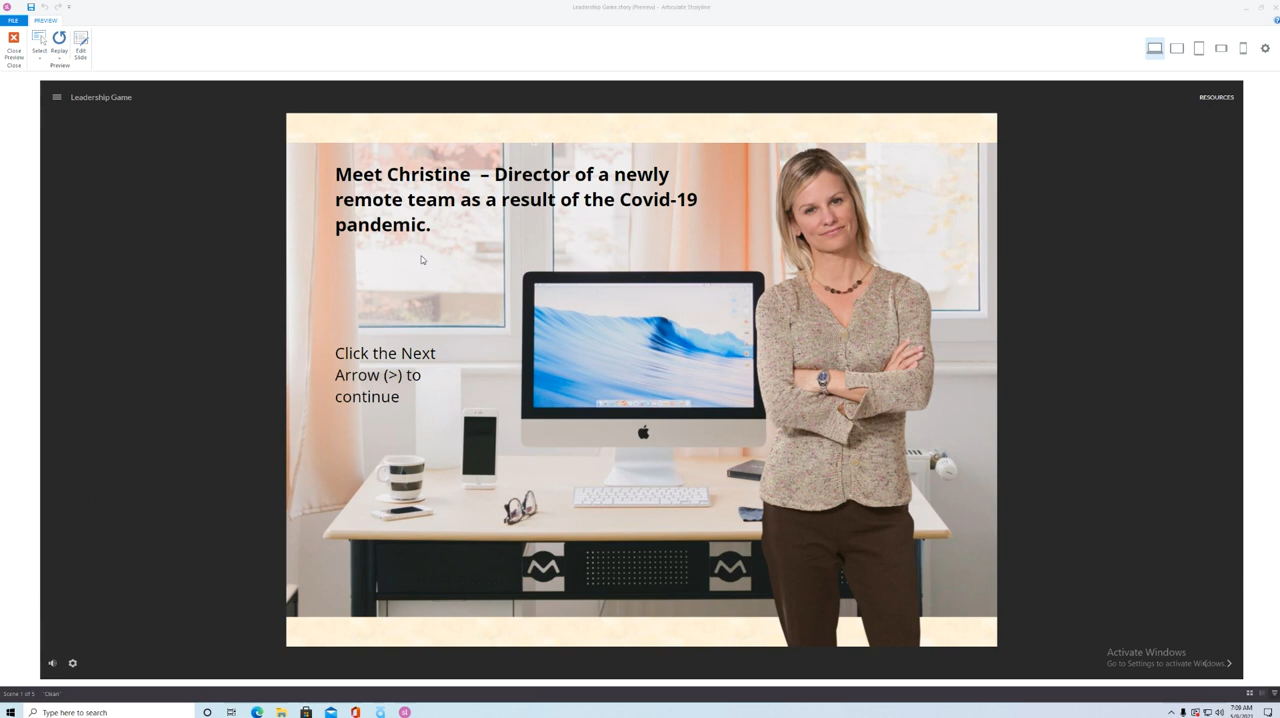 Leadership Game.story (Preview) - Articulate Storyline
FILE
PREVIEW
Close Preview
Select
Replay
Edit Slide
Close
Preview
Leadership Game
RESOURCES
Meet Christine – Director of a newly
remote team as a result of the Covid-19
pandemic.
Click the Next
Arrow (>) to
continue
Activate Windows
Go to Settings to activate Windows.
Scene 1 of 5
"Clean"
Type here to search
7:09 AM